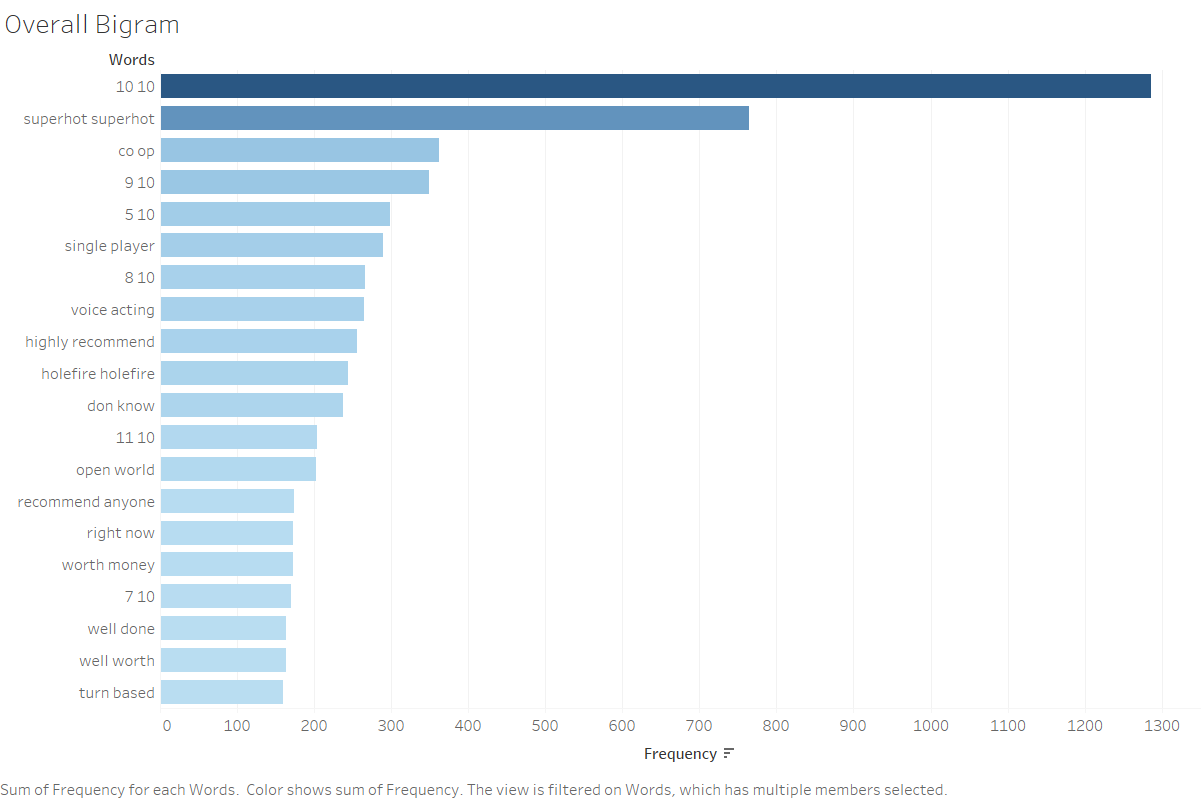 Overall Bigram
Words
10 10
superhot superhot
co op
9 10
5 10
single player
8 10
voice acting
highly recommend
holefire holefire
don know
11 10
open world
recommend anyone
right now
worth money
7 10
well done
well worth
turn based
0 100 200 300 400 500 600 700 800 900 1000 1100 1200 1300
Frequency
Sum of Frequency for each Words. Color shows sum of Frequency. The view is filtered on Words, which has multiple members selected.